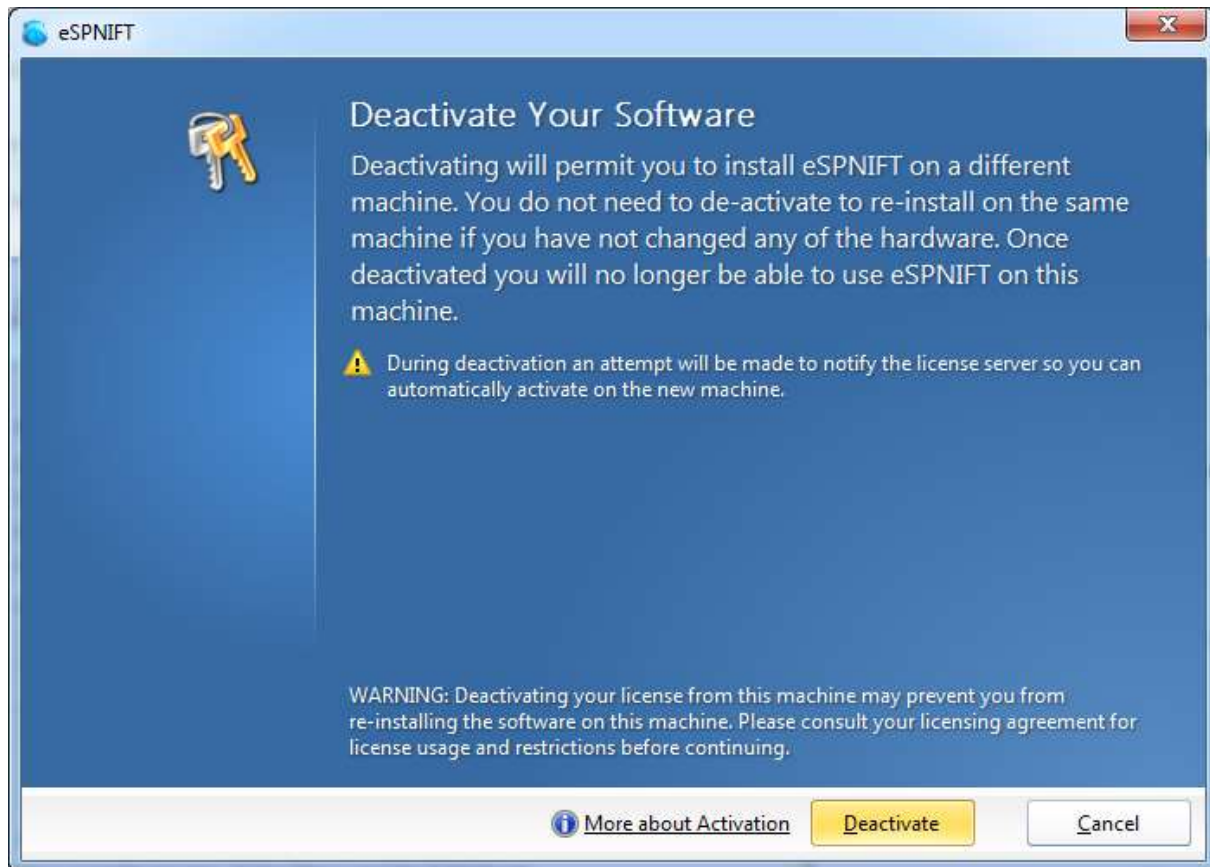 eSPNIFT
Deactivate Your Software
Deactivating will permit you to install eSPNIFT on a different
machine. You do not need to de-activate to re-install on the same
machine if you have not changed any of the hardware. Once
deactivated you will no longer be able to use eSPNIFT on this
machine.
During deactivation an attempt will be made to notify the license server so you can
automatically activate on the new machine.
WARNING: Deactivating your license from this machine may prevent you from
re-installing the software on this machine. Please consult your licensing agreement for
license usage and restrictions before continuing.
More about Activation Deactivate Cancel